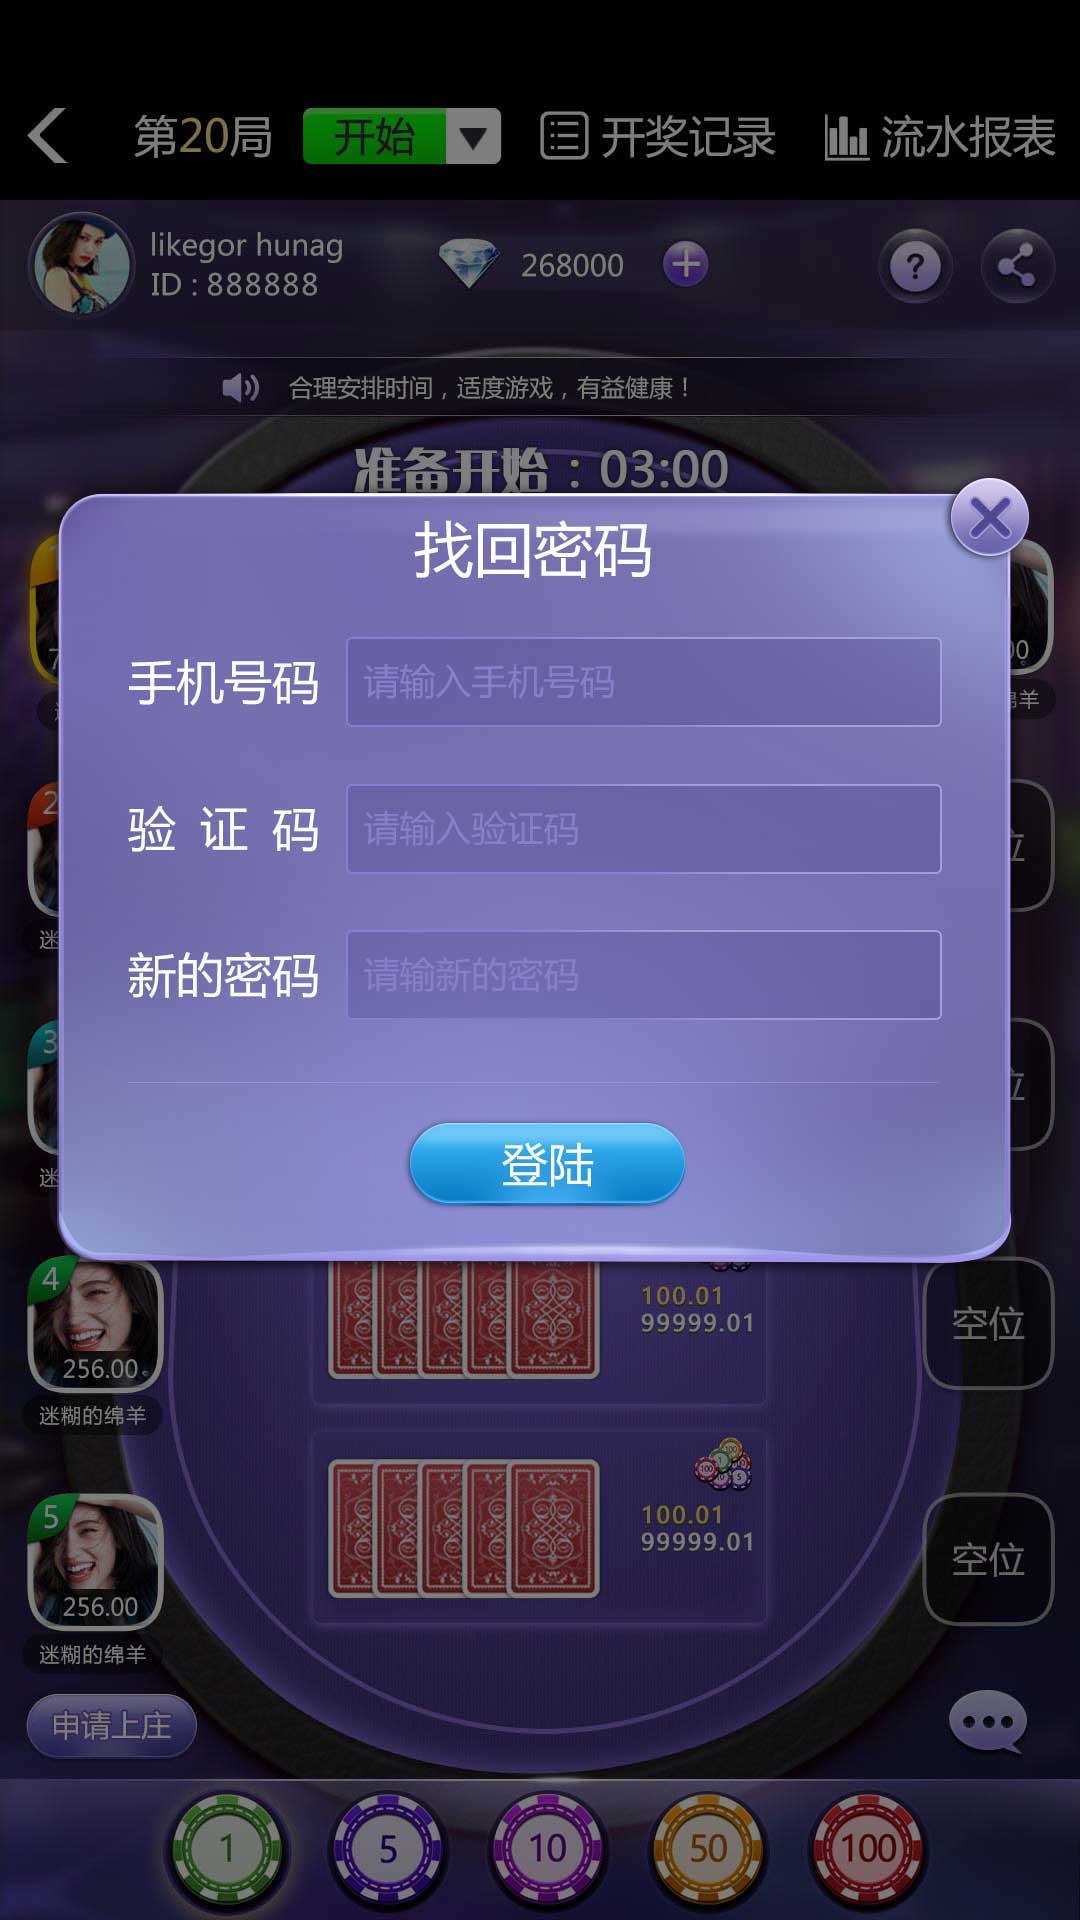 第20局 开始 开奖记录 流水报表
likegor hunag
ID : 888888
268000
?
合理安排时间，适度游戏，有益健康！
准备开始：03:00
找回密码
手机号码 请输入手机号码
验 证 码 请输入验证码
新的密码 请输新的密码
登陆
2
迷
3
迷
4
256.00
迷糊的绵羊
100.01
99999.01
空位
5
256.00
迷糊的绵羊
100.01
99999.01
空位
申请上庄
1 5 10 50 100